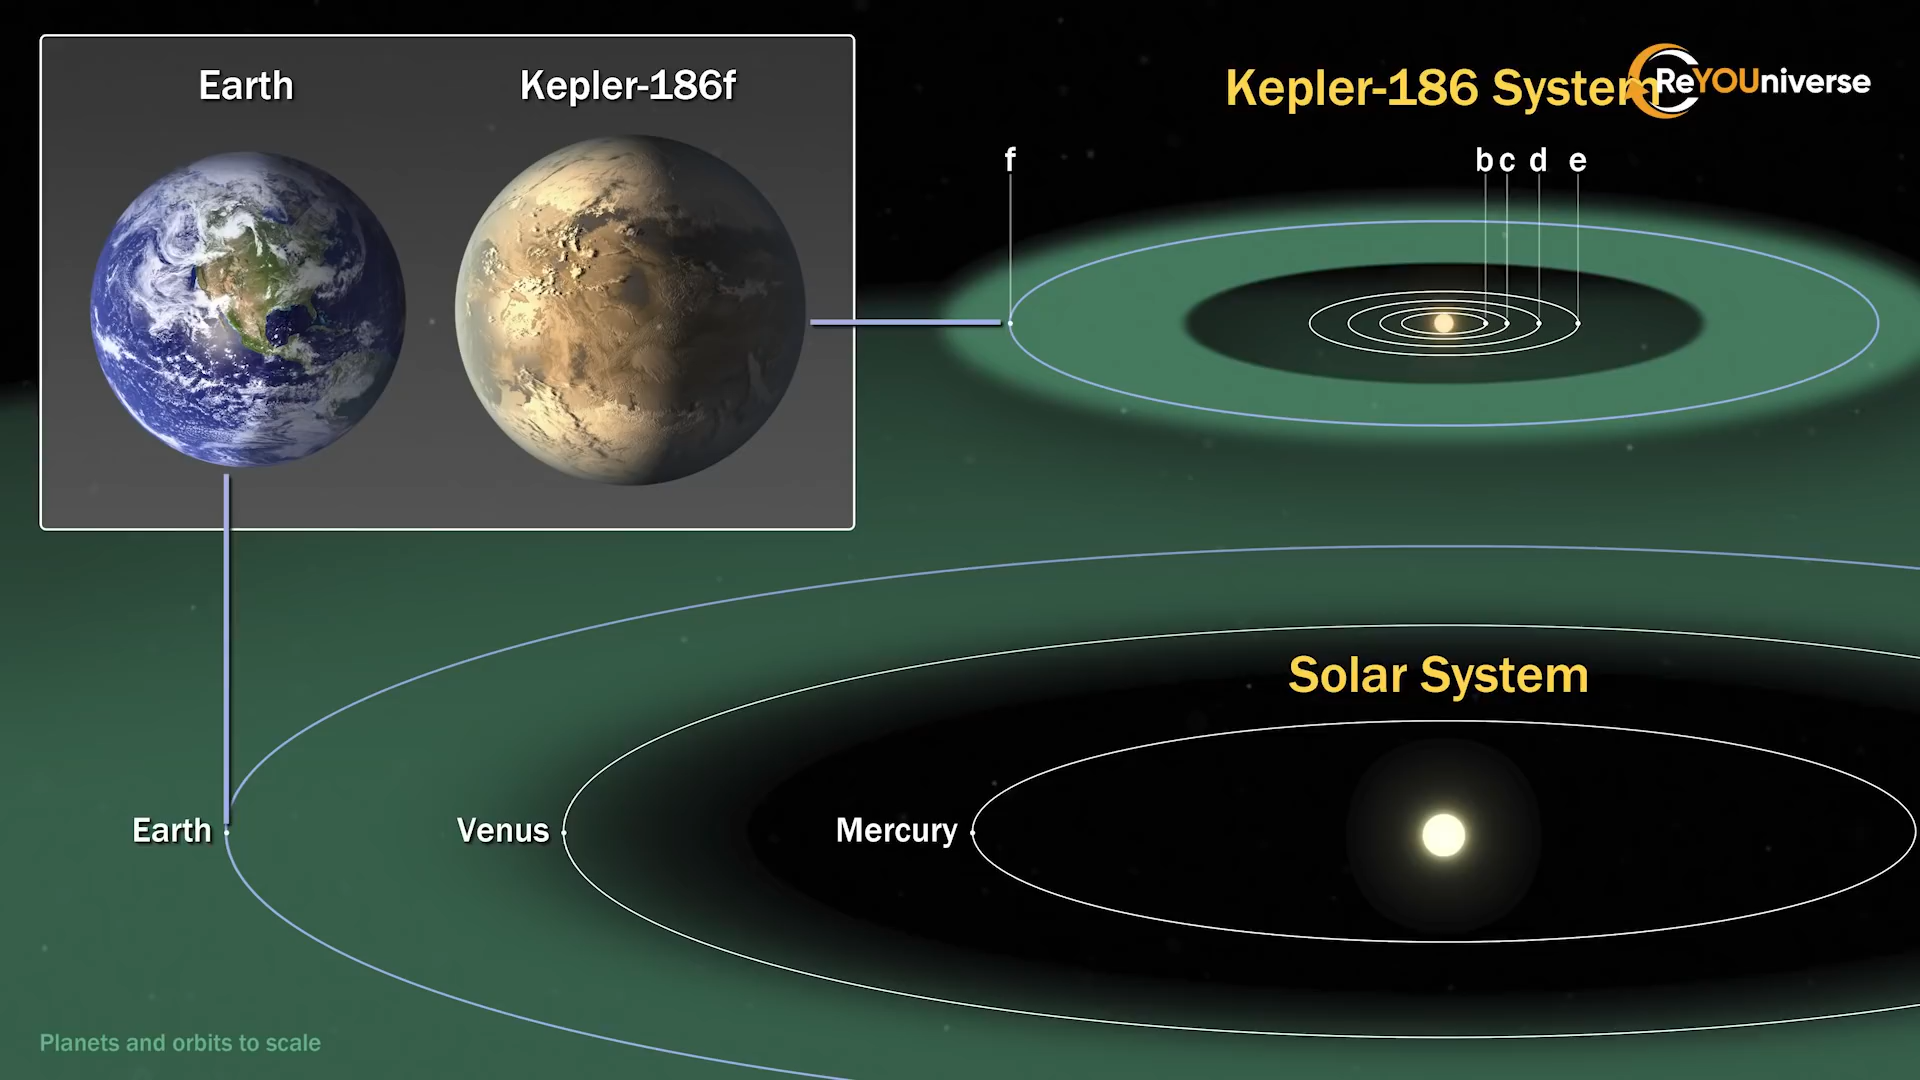 Earth
Kepler-186f
Kepler-186 System
ReYOUniverse
f
b c d e
Solar System
Earth
Venus
Mercury
Planets and orbits to scale